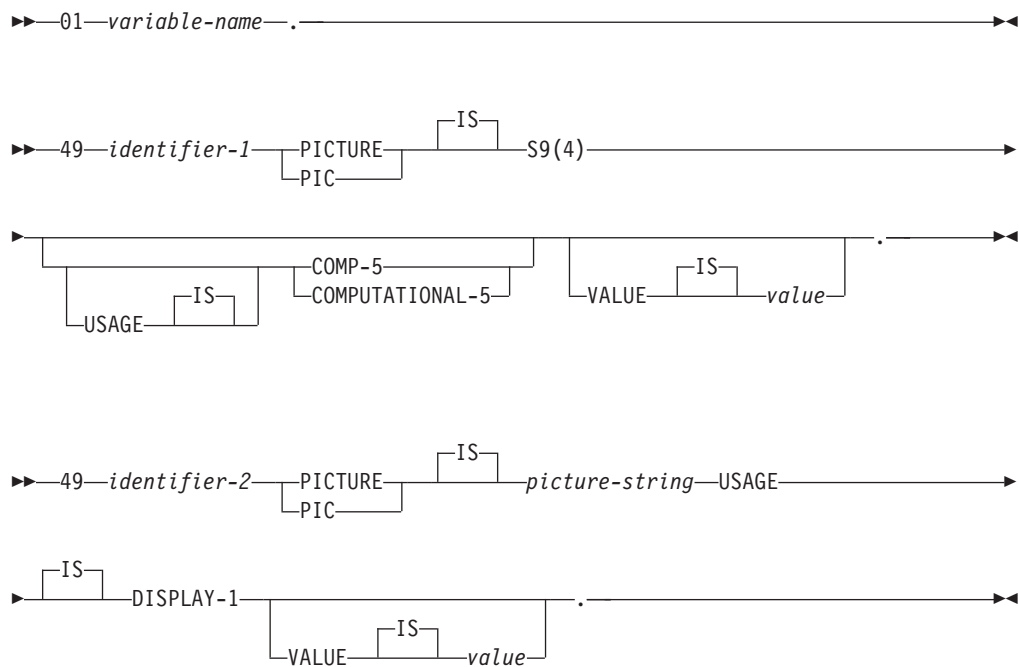 01 variable-name .
IS
49 identifier-1 PICTURE S9(4)
PIC
COMP-5 .
IS COMPUTATIONAL-5 VALUE IS value
USAGE
IS
49 identifier-2 PICTURE picture-string USAGE
PIC
IS
DISPLAY-1 .
IS
VALUE value